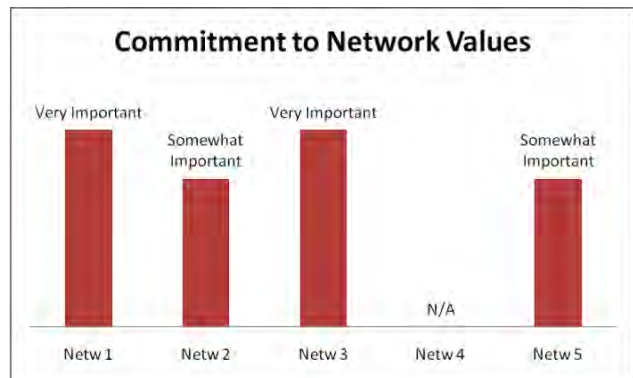 Commitment to Network Values
Very Important
Very Important
Somewhat
Important
Somewhat
Important
N/A
Netw 1
Netw 2
Netw 3
Netw 4
Netw 5